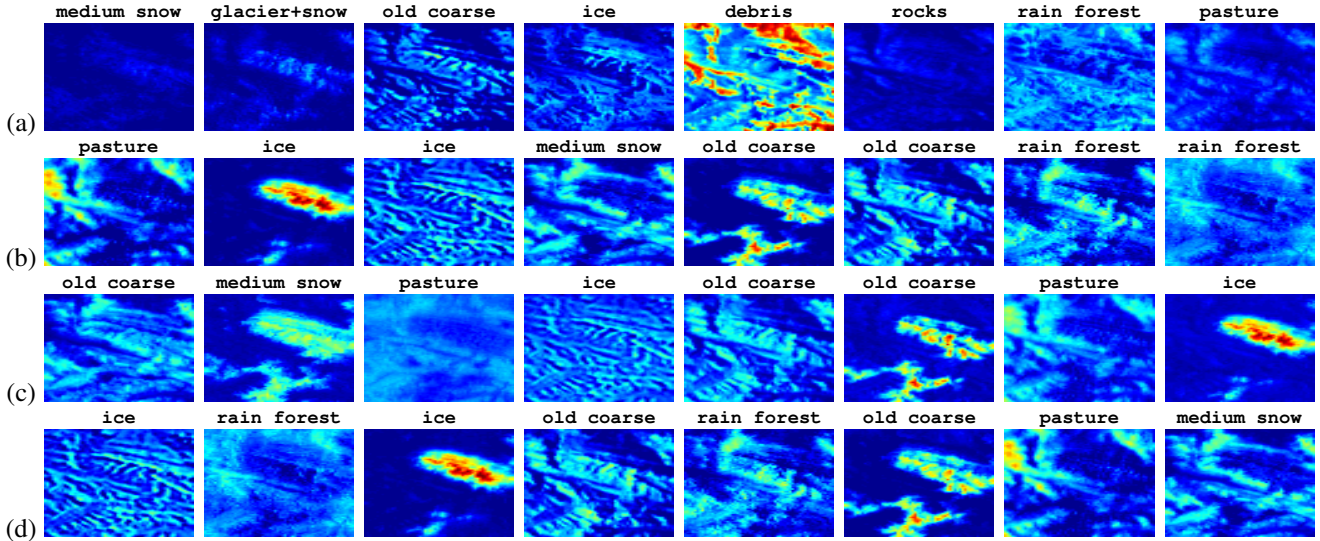 medium snow glacier+snow old coarse ice debris rocks rain forest pasture
(a)
pasture ice ice medium snow old coarse old coarse rain forest rain forest
(b)
old coarse medium snow pasture ice old coarse old coarse pasture ice
(c)
ice rain forest ice old coarse rain forest old coarse pasture medium snow
(d)